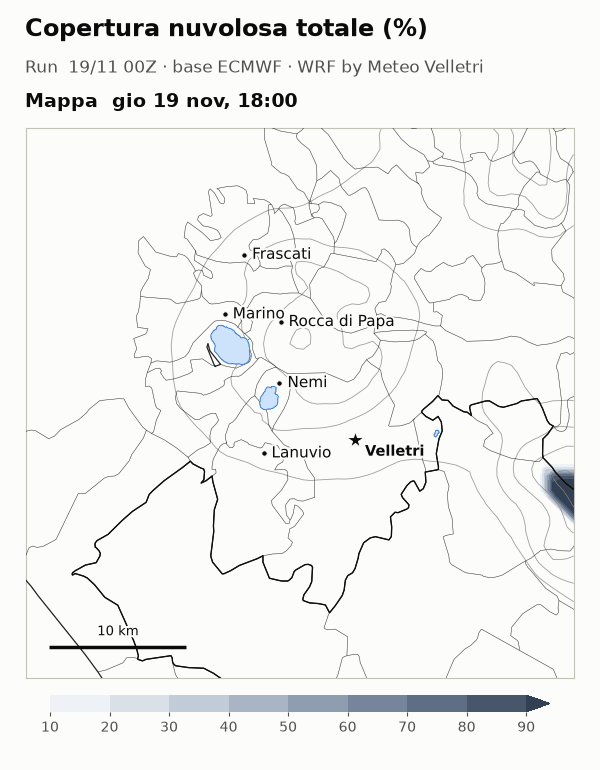 Copertura nuvolosa totale (%)
Run  19/11 00Z · base ECMWF · WRF by Meteo Velletri
Mappa  gio 19 nov, 18:00
Frascati
Marino
Rocca di Papa
Nemi
Velletri
Lanuvio
10 km
10 20 30 40 50 60 70 80 90